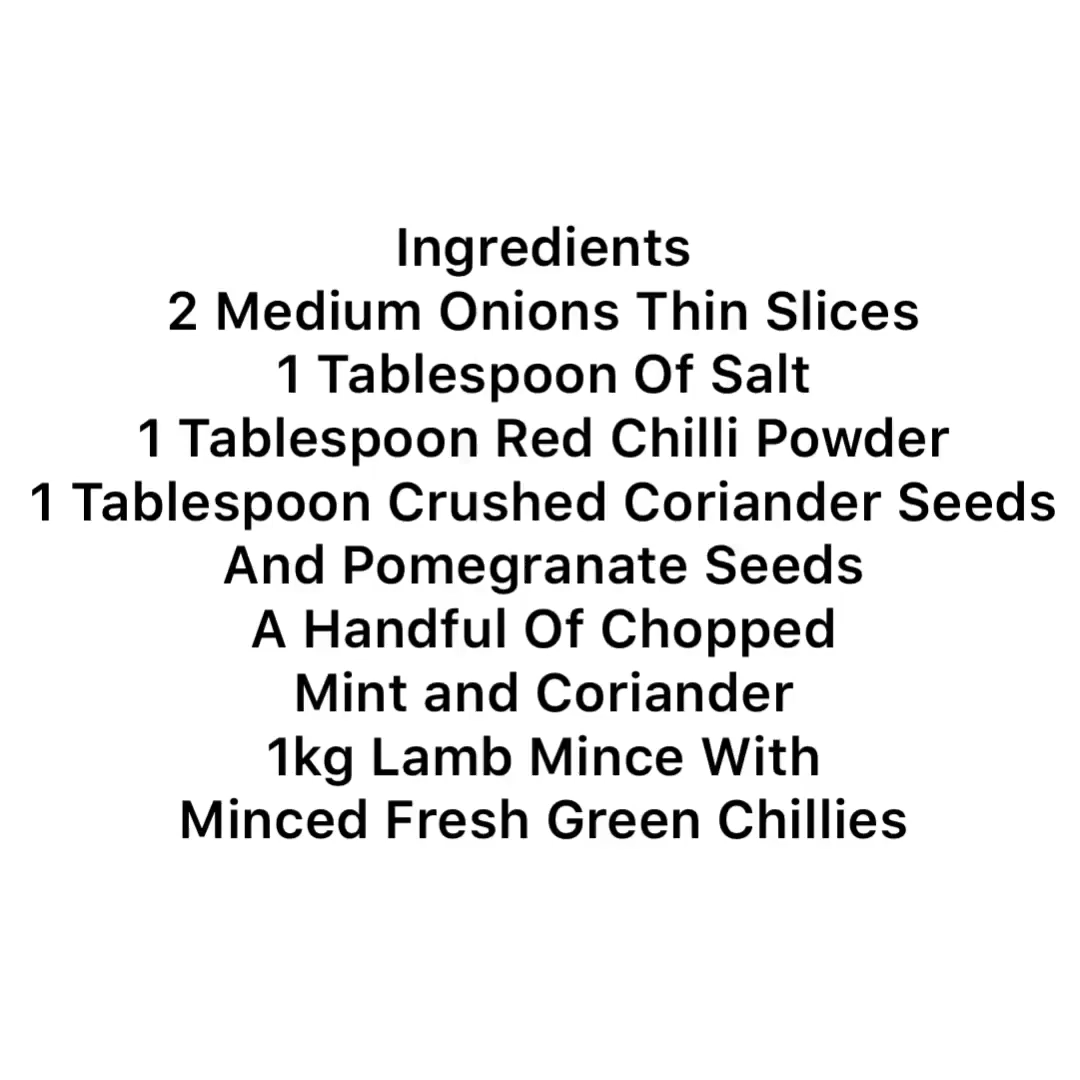 Ingredients
2 Medium Onions Thin Slices
1 Tablespoon Of Salt
1 Tablespoon Red Chilli Powder
1 Tablespoon Crushed Coriander Seeds
And Pomegranate Seeds
A Handful Of Chopped
Mint and Coriander
1kg Lamb Mince With
Minced Fresh Green Chillies